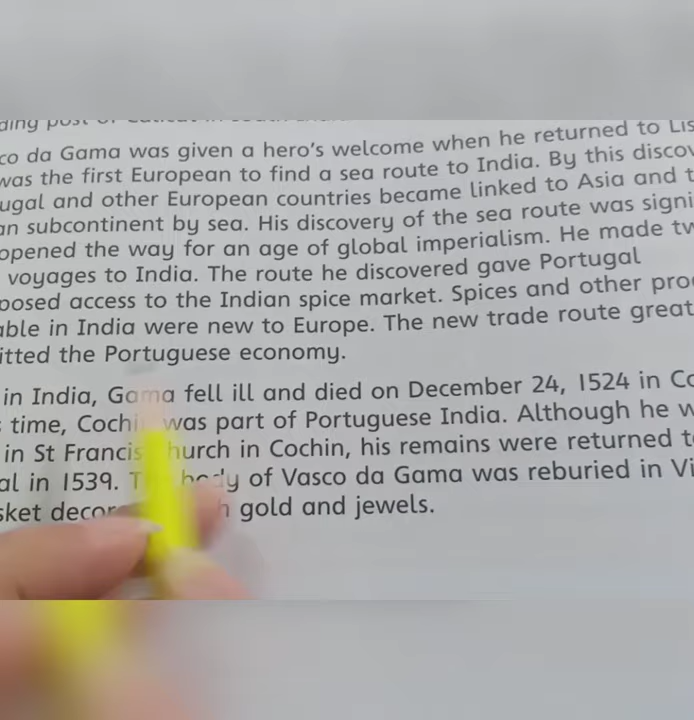 co da Gama was given a hero's welcome when he returned to Lis
was the first European to find a sea route to India. By this discov
ugal and other European countries became linked to Asia and t
an subcontinent by sea. His discovery of the sea route was signi
opened the way for an age of global imperialism. He made tw
voyages to India. The route he discovered gave Portugal
posed access to the Indian spice market. Spices and other pro
able in India were new to Europe. The new trade route great
itted the Portuguese economy.
in India, Gama fell ill and died on December 24, 1524 in Co
time, Cochi was part of Portuguese India. Although he w
in St Francis hurch in Cochin, his remains were returned t
al in 1539. body of Vasco da Gama was reburied in Vi
sket decor gold and jewels.